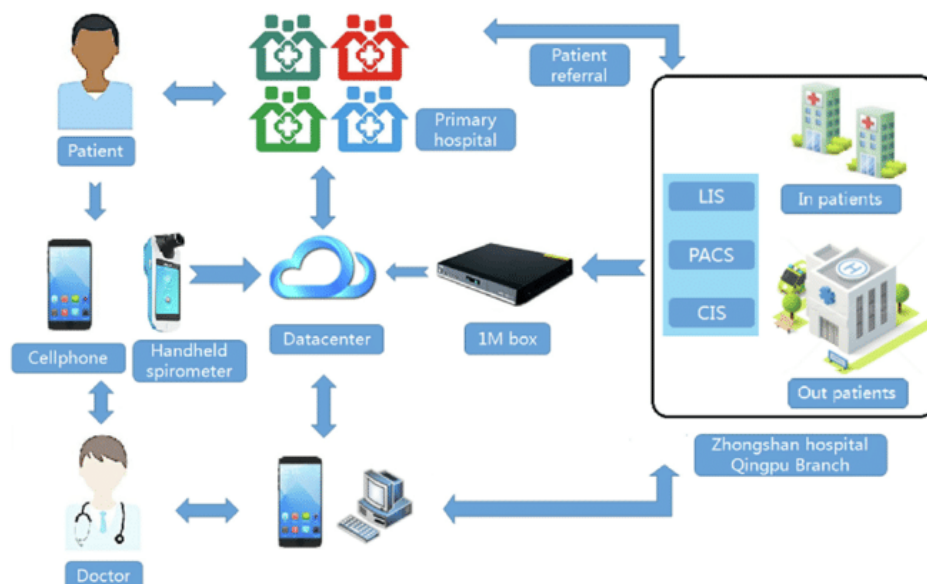 Patient
referral
Primary
hospital
Patient
LIS
In patients
PACS
CIS
Datacenter
1M box
Cellphone
Handheld
spirometer
Out patients
Zhongshan hospital
Qingpu Branch
Doctor